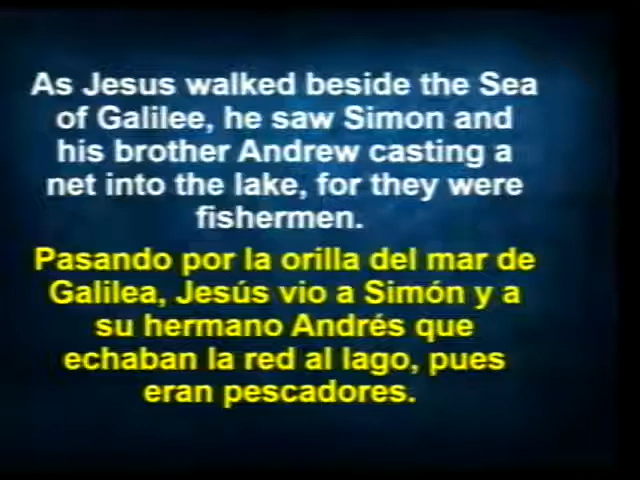 As Jesus walked beside the Sea
of Galilee, he saw Simon and
his brother Andrew casting a
net into the lake, for they were
fishermen.
Pasando por la orilla del mar de
Galilea, Jesús vio a Simón y a
su hermano Andrés que
echaban la red al lago, pues
eran pescadores.